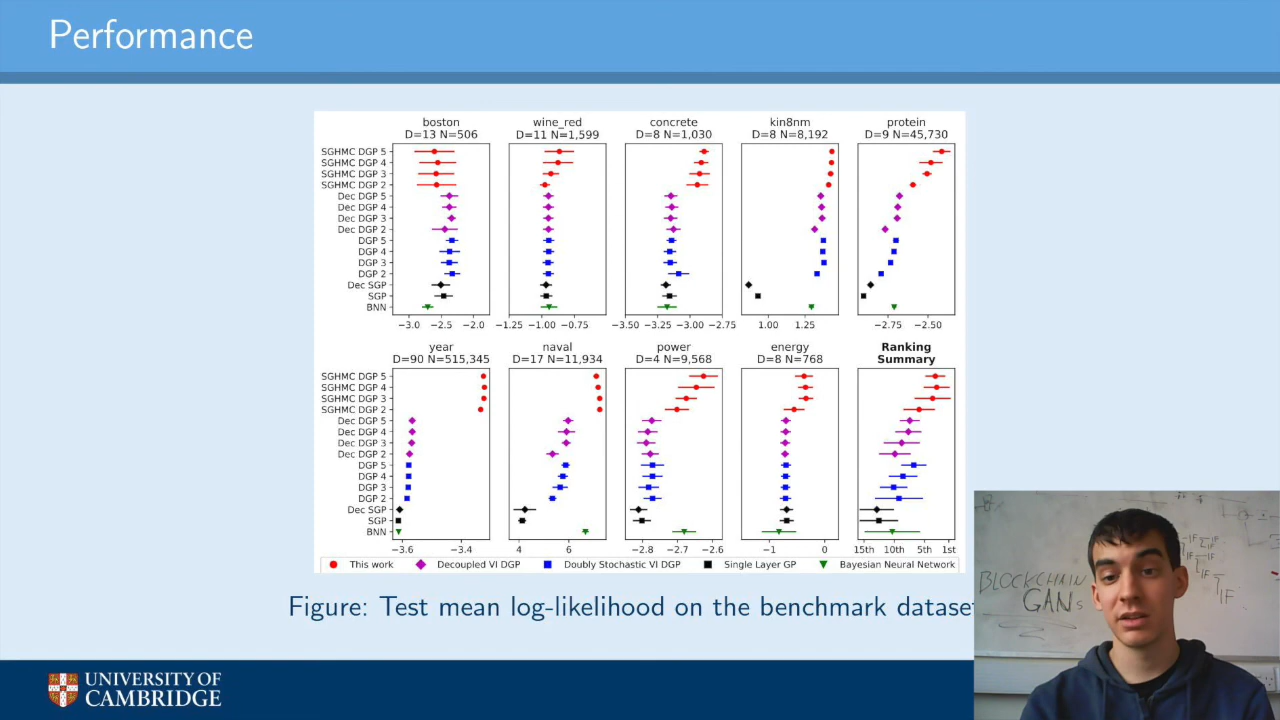 Performance
boston
D=13 N=506
wine_red
D=11 N=1,599
concrete
D=8 N=1,030
kin8nm
D=8 N=8,192
protein
D=9 N=45,730
SGHMC DGP 5
SGHMC DGP 4
SGHMC DGP 3
SGHMC DGP 2
Dec DGP 5
Dec DGP 4
Dec DGP 3
Dec DGP 2
DGP 5
DGP 4
DGP 3
DGP 2
Dec SGP
SGP
BNN
−3.0 −2.5 −2.0
−1.25 −1.00 −0.75
−3.50 −3.25 −3.00 −2.75
1.00 1.25
−2.75 −2.50
year
D=90 N=515,345
naval
D=17 N=11,934
power
D=4 N=9,568
energy
D=8 N=768
Ranking
Summary
SGHMC DGP 5
SGHMC DGP 4
SGHMC DGP 3
SGHMC DGP 2
Dec DGP 5
Dec DGP 4
Dec DGP 3
Dec DGP 2
DGP 5
DGP 4
DGP 3
DGP 2
Dec SGP
SGP
BNN
−3.6 −3.4
4 6
−2.8 −2.7 −2.6
−1 0
15th 10th 5th 1st
This work Decoupled VI DGP Doubly Stochastic VI DGP Single Layer GP Bayesian Neural Network
Figure: Test mean log-likelihood on the benchmark
BLOCKCHAIN
GANs
UNIVERSITY OF
CAMBRIDGE